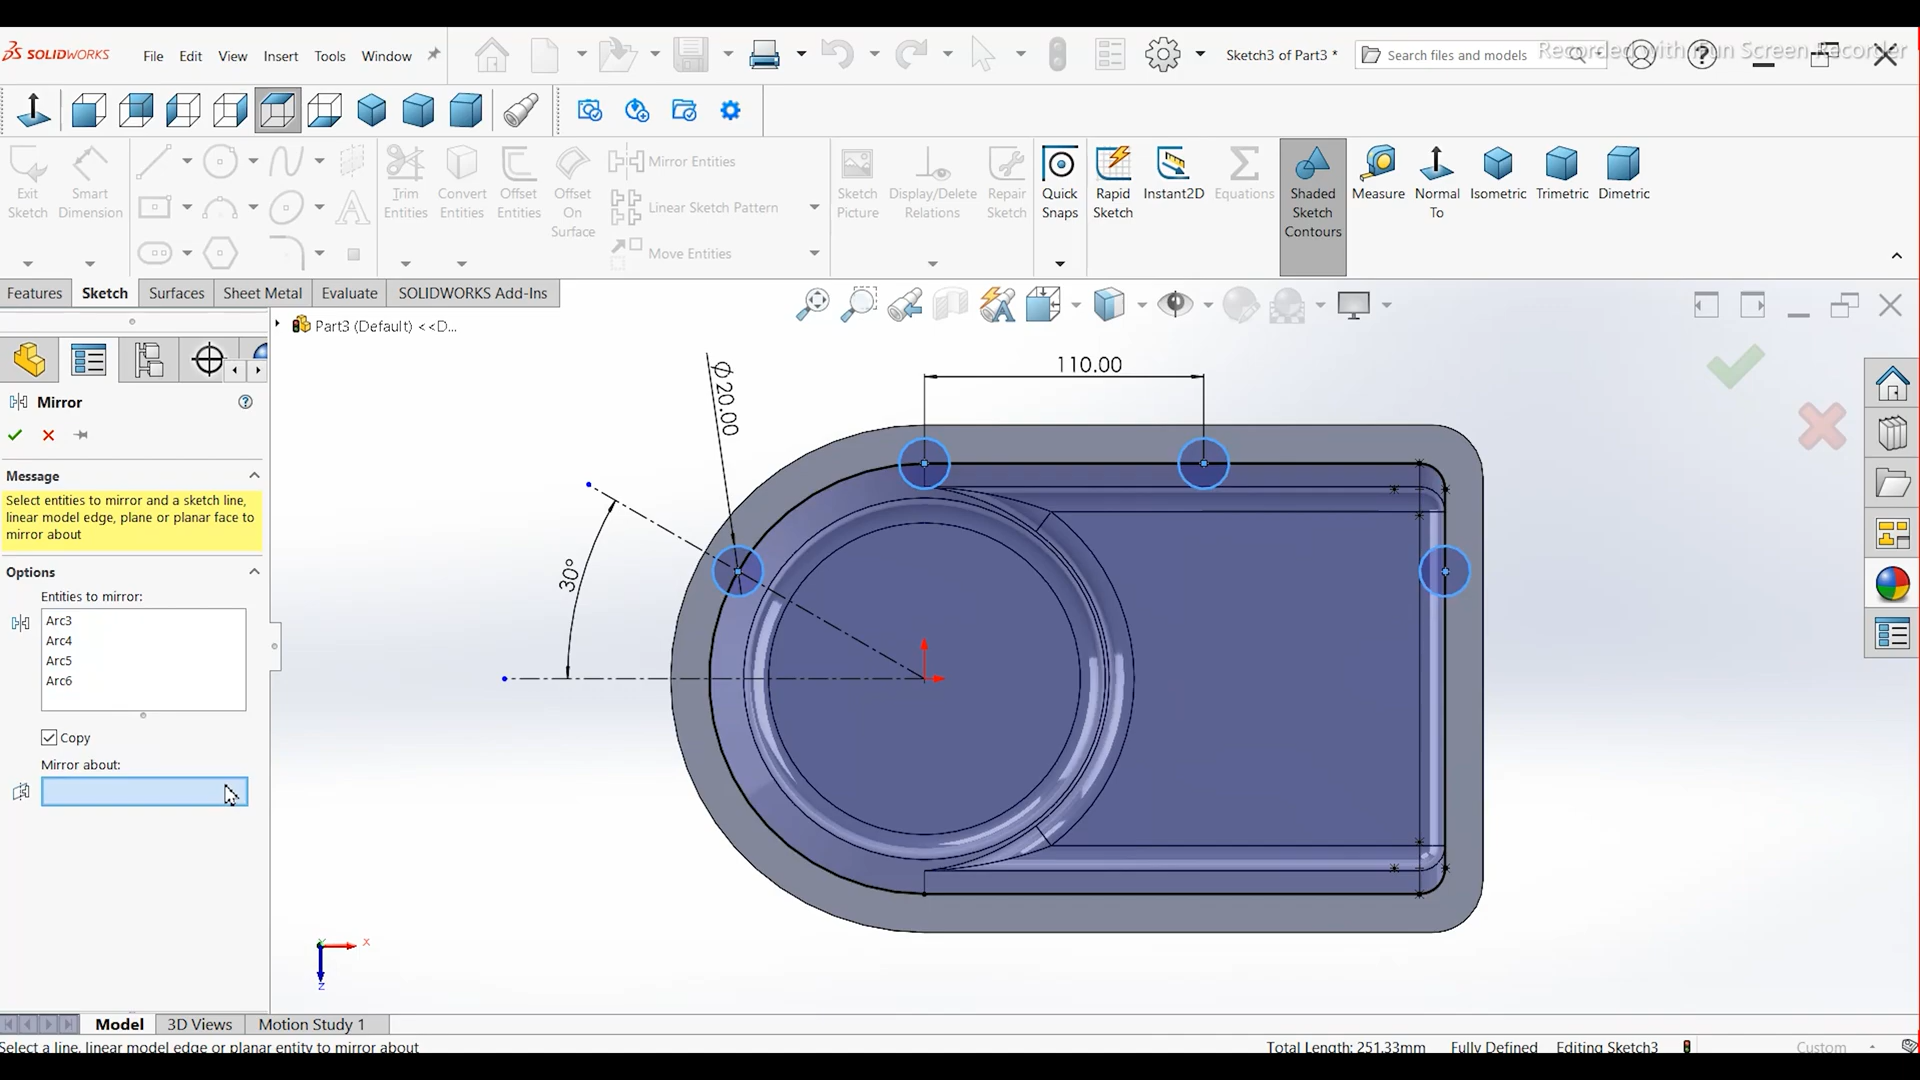 SOLIDWORKS
File Edit View Insert Tools Window
Sketch3 of Part3 *
Search files and models
Recorded with iFun Screen Recorder
Exit Sketch
Smart Dimension
Trim Entities
Convert Entities
Offset Entities
Offset On Surface
Mirror Entities
Linear Sketch Pattern
Move Entities
Sketch Picture
Display/Delete Relations
Repair Sketch
Quick Snaps
Rapid Sketch
Instant2D
Equations
Shaded Sketch Contours
Measure
Normal To
Isometric
Trimetric
Dimetric
Features Sketch Surfaces Sheet Metal Evaluate SOLIDWORKS Add-Ins
Part3 (Default) <<D...
Mirror
Message
Select entities to mirror and a sketch line,
linear model edge, plane or planar face to
mirror about
Options
Entities to mirror:
Arc3
Arc4
Arc5
Arc6
Copy
Mirror about:
110.00
Ø20.00
30°
X
Y
Z
Model 3D Views Motion Study 1
Select a line, linear model edge or planar entity to mirror about
Total Length: 251.33mm Fully Defined Editing Sketch3 Custom